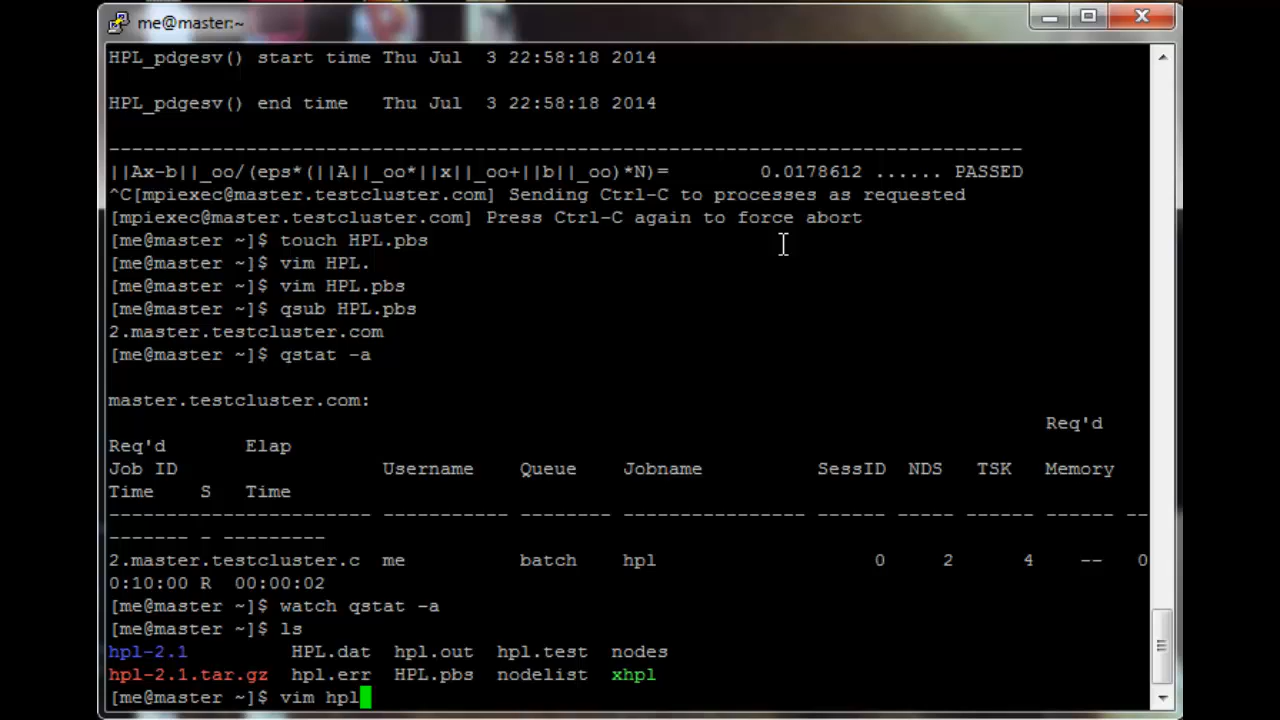 me@master:~
HPL_pdgesv() start time Thu Jul  3 22:58:18 2014
HPL_pdgesv() end time   Thu Jul  3 22:58:18 2014
--------------------------------------------------------------------------------
||Ax-b||_oo/(eps*(||A||_oo*||x||_oo+||b||_oo)*N)=        0.0178612 ...... PASSED
^C[mpiexec@master.testcluster.com] Sending Ctrl-C to processes as requested
[mpiexec@master.testcluster.com] Press Ctrl-C again to force abort
[me@master ~]$ touch HPL.pbs
[me@master ~]$ vim HPL.
[me@master ~]$ vim HPL.pbs
[me@master ~]$ qsub HPL.pbs
2.master.testcluster.com
[me@master ~]$ qstat -a
master.testcluster.com:
Req'd
Req'd       Elap
Job ID                  Username    Queue    Jobname          SessID  NDS   TSK   Memory
Time   S   Time
----------------------- ----------- -------- ---------------- ------ ----- ------ ------ --
------- - ---------
2.master.testcluster.c  me          batch    hpl                   0     2      4    --   0
0:10:00 R  00:00:02
[me@master ~]$ watch qstat -a
[me@master ~]$ ls
hpl-2.1         HPL.dat  hpl.out  hpl.test  nodes
hpl-2.1.tar.gz  hpl.err  HPL.pbs  nodelist  xhpl
[me@master ~]$ vim hpl